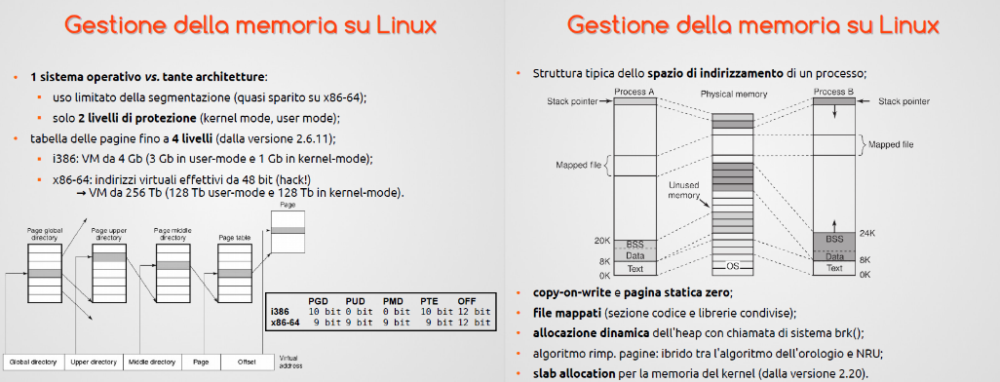 Gestione della memoria su Linux
1 sistema operativo vs. tante architetture:
uso limitato della segmentazione (quasi sparito su x86-64);
solo 2 livelli di protezione (kernel mode, user mode);
tabella delle pagine fino a 4 livelli (dalla versione 2.6.11);
i386: VM da 4 Gb (3 Gb in user-mode e 1 Gb in kernel-mode);
x86-64: indirizzi virtuali effettivi da 48 bit (hack!)
→ VM da 256 Tb (128 Tb user-mode e 128 Tb in kernel-mode).
Page
Page global directory
Page upper directory
Page middle directory
Page table
PGD PUD PMD PTE OFF
i386 10 bit 0 bit 0 bit 10 bit 12 bit
x86-64 9 bit 9 bit 9 bit 9 bit 12 bit
Global directory Upper directory Middle directory Page Offset
Virtual address
Gestione della memoria su Linux
Struttura tipica dello spazio di indirizzamento di un processo;
Process A
Physical memory
Process B
Stack pointer
Stack pointer
Mapped file
Mapped file
Unused memory
20K
BSS
Data
8K
Text
0K
OS
24K
BSS
Data
8K
Text
0K
copy-on-write e pagina statica zero;
file mappati (sezione codice e librerie condivise);
allocazione dinamica dell'heap con chiamata di sistema brk();
algoritmo rimp. pagine: ibrido tra l'algoritmo dell'orologio e NRU;
slab allocation per la memoria del kernel (dalla versione 2.20).